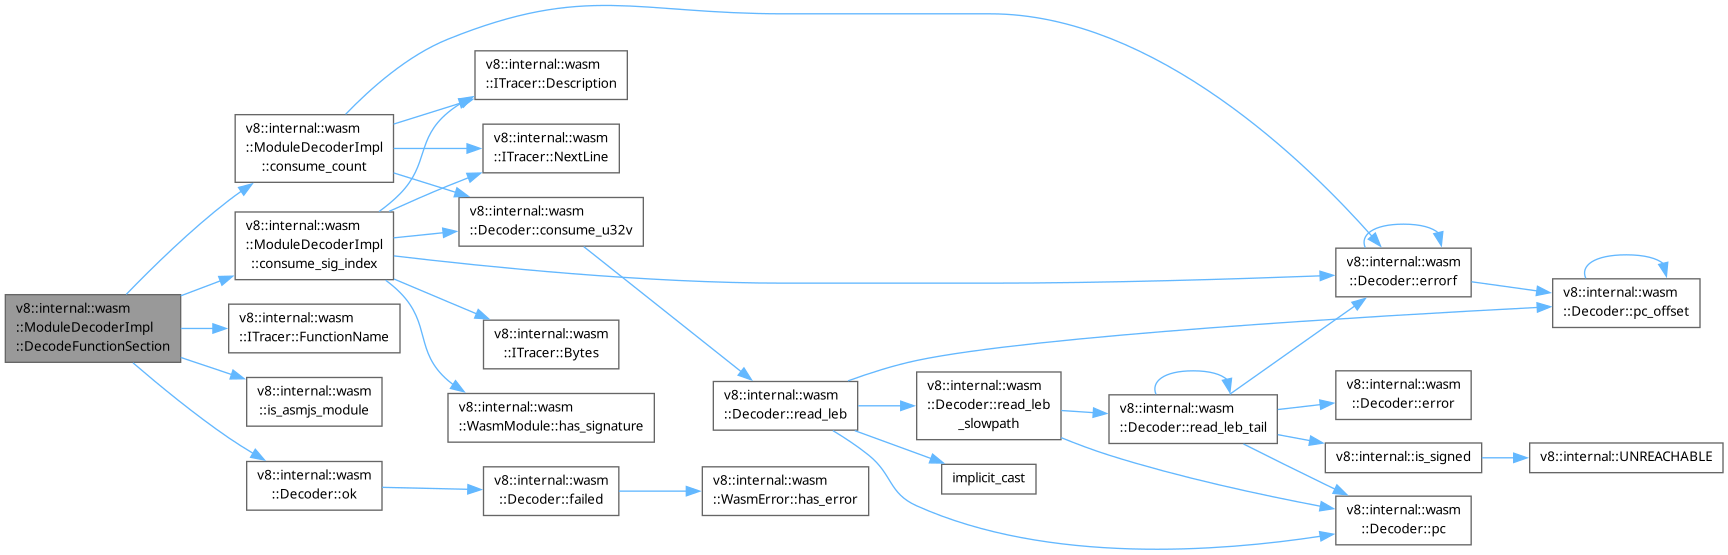 v8::internal::wasm
::ModuleDecoderImpl
::DecodeFunctionSection
v8::internal::wasm
::ModuleDecoderImpl
::consume_count
v8::internal::wasm
::ModuleDecoderImpl
::consume_sig_index
v8::internal::wasm
::ITracer::FunctionName
v8::internal::wasm
::is_asmjs_module
v8::internal::wasm
::Decoder::ok
v8::internal::wasm
::ITracer::Description
v8::internal::wasm
::ITracer::NextLine
v8::internal::wasm
::Decoder::consume_u32v
v8::internal::wasm
::ITracer::Bytes
v8::internal::wasm
::WasmModule::has_signature
v8::internal::wasm
::Decoder::failed
v8::internal::wasm
::Decoder::read_leb
v8::internal::wasm
::WasmError::has_error
v8::internal::wasm
::Decoder::read_leb
_slowpath
implicit_cast
v8::internal::wasm
::Decoder::read_leb_tail
v8::internal::wasm
::Decoder::errorf
v8::internal::wasm
::Decoder::error
v8::internal::is_signed
v8::internal::wasm
::Decoder::pc
v8::internal::wasm
::Decoder::pc_offset
v8::internal::UNREACHABLE